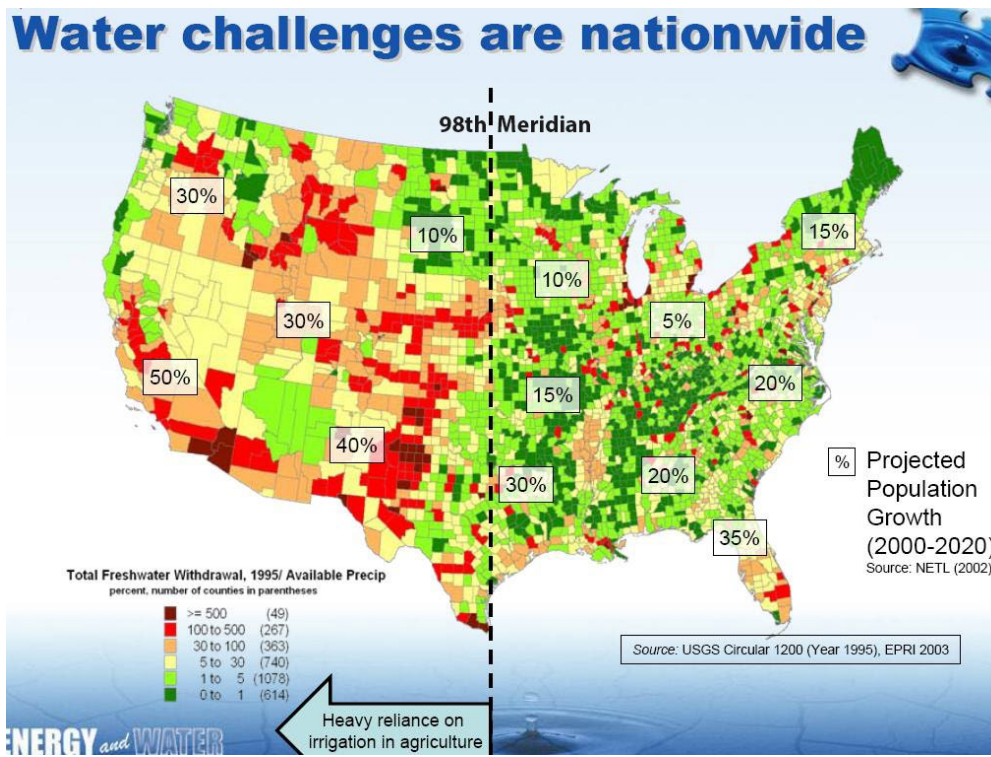 Water challenges are nationwide
98th Meridian
30%
10%
15%
10%
30%
5%
50%
15%
20%
40%
30%
20%
35%
% Projected
Population
Growth
(2000-2020)
Source: NETL (2002)
Total Freshwater Withdrawal, 1995/ Available Precip
percent, number of counties in parentheses
>= 500 (49)
100 to 500 (267)
30 to 100 (363)
5 to 30 (740)
1 to 5 (1078)
0 to 1 (614)
Source: USGS Circular 1200 (Year 1995), EPRI 2003
Heavy reliance on
irrigation in agriculture
ENERGY and WATER